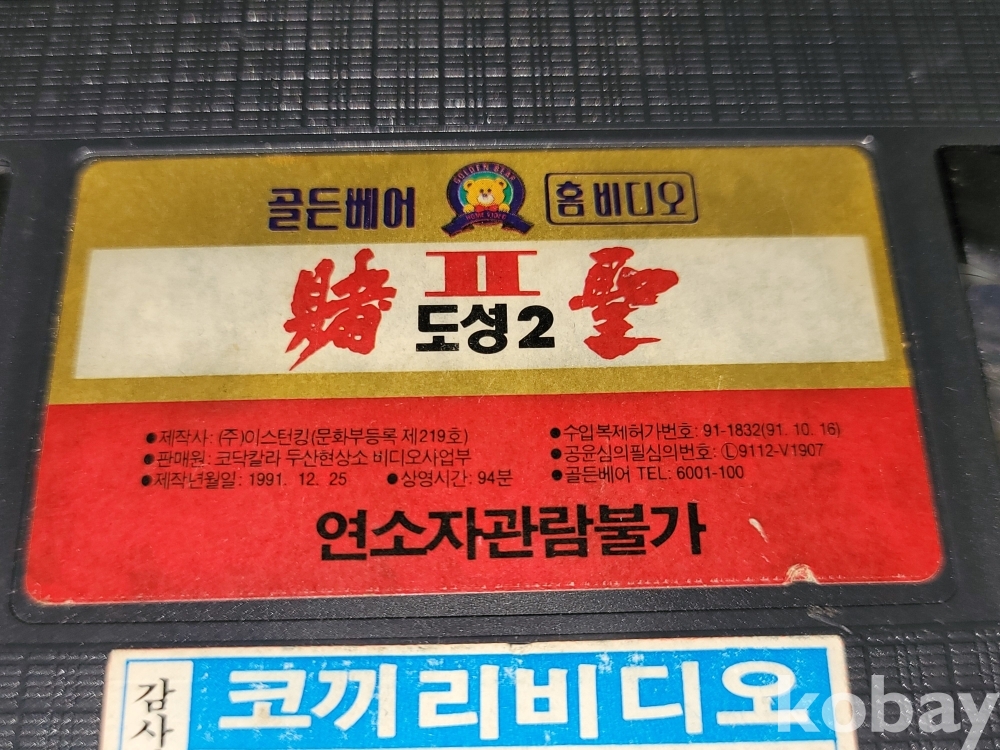 골든베어
GOLDEN BEAR
HOME VIDEO
홈 비디오
賭 II 聖
도성2
●제작사: (주)이스턴킹(문화부등록 제219호)
●판매원: 코닥칼라 두산현상소 비디오사업부
●제작년월일: 1991. 12. 25 ●상영시간: 94분
●수입복제허가번호: 91-1832(91. 10. 16)
●공윤심의필심의번호: Ⓛ9112-V1907
●골든베어 TEL: 6001-100
연소자관람불가
감사
코끼리비디오
kobay